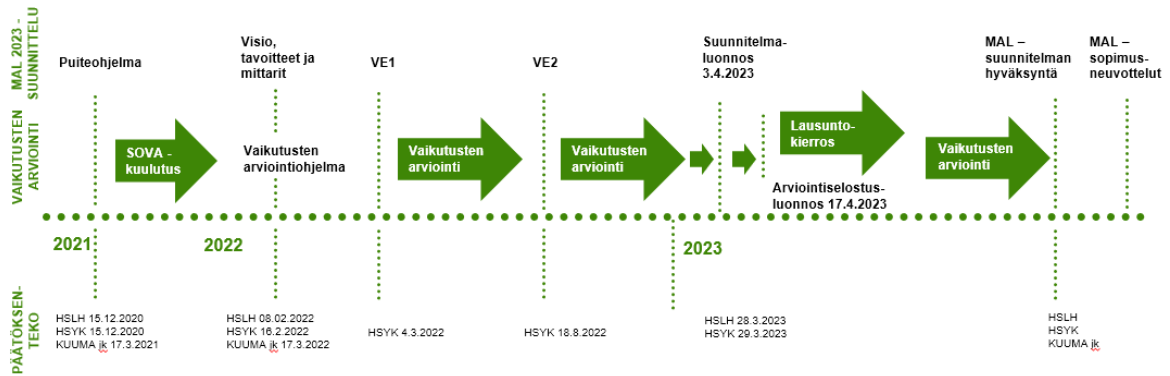 MAL 2023 -
SUUNNITTELU
Puiteohjelma
Visio,
tavoitteet ja
mittarit
VE1
VE2
Suunnitelma-
luonnos
3.4.2023
MAL –
suunnitelman
hyväksyntä
MAL –
sopimus-
neuvottelut
VAIKUTUSTEN
ARVIOINTI
SOVA -
kuulutus
Vaikutusten
arviointiohjelma
Vaikutusten
arviointi
Vaikutusten
arviointi
Lausunto-
kierros
Arviointiselostus-
luonnos 17.4.2023
Vaikutusten
arviointi
2021
2022
2023
PÄÄTÖKSEN-
TEKO
HSLH 15.12.2020
HSYK 15.12.2020
KUUMA jk 17.3.2021
HSLH 08.02.2022
HSYK 16.2.2022
KUUMA jk 17.3.2022
HSYK 4.3.2022
HSYK 18.8.2022
HSLH 28.3.2023
HSYK 29.3.2023
HSLH
HSYK
KUUMA jk